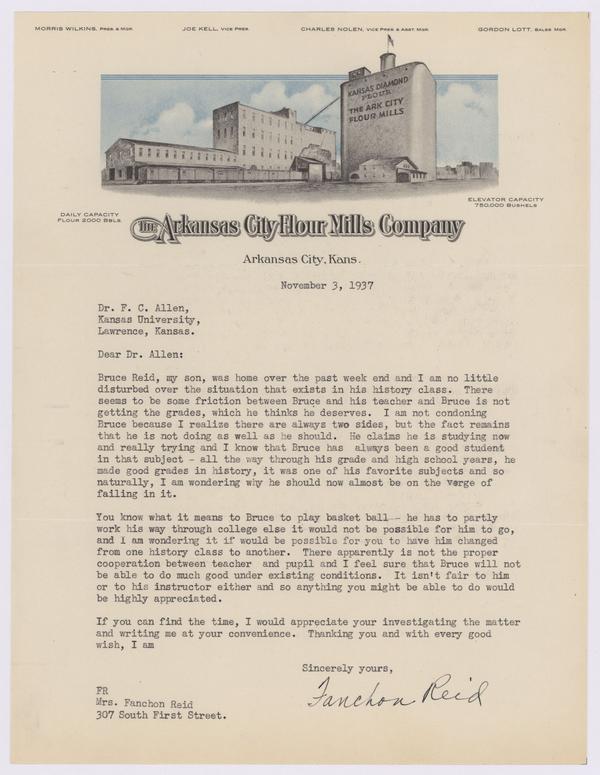 MORRIS WILKINS, PRES. & MGR. JOE KELL, VICE PRES. CHARLES NOLEN, VICE PRES & ASST. MGR. GORDON LOTT, SALES MGR.
KANSAS DIAMOND
FLOUR
THE ARK CITY
FLOUR MILLS
ELEVATOR CAPACITY
750,000 BUSHELS
DAILY CAPACITY
FLOUR 2000 BBLS.
THE Arkansas City Flour Mills Company
Arkansas City, Kans.
November 3, 1937
Dr. F. C. Allen,
Kansas University,
Lawrence, Kansas.
Dear Dr. Allen:
Bruce Reid, my son, was home over the past week end and I am no little
disturbed over the situation that exists in his history class. There
seems to be some friction between Bruce and his teacher and Bruce is not
getting the grades, which he thinks he deserves. I am not condoning
Bruce because I realize there are always two sides, but the fact remains
that he is not doing as well as he should. He claims he is studying now
and really trying and I know that Bruce has always been a good student
in that subject - all the way through his grade and high school years, he
made good grades in history, it was one of his favorite subjects and so
naturally, I am wondering why he should now almost be on the verge of
failing in it.
You know what it means to Bruce to play basket ball - he has to partly
work his way through college else it would not be possible for him to go,
and I am wondering it if would be possible for you to have him changed
from one history class to another. There apparently is not the proper
cooperation between teacher and pupil and I feel sure that Bruce will not
be able to do much good under existing conditions. It isn't fair to him
or to his instructor either and so anything you might be able to do would
be highly appreciated.
If you can find the time, I would appreciate your investigating the matter
and writing me at your convenience. Thanking you and with every good
wish, I am
Sincerely yours,
Fanchon Reid
FR
Mrs. Fanchon Reid
307 South First Street.